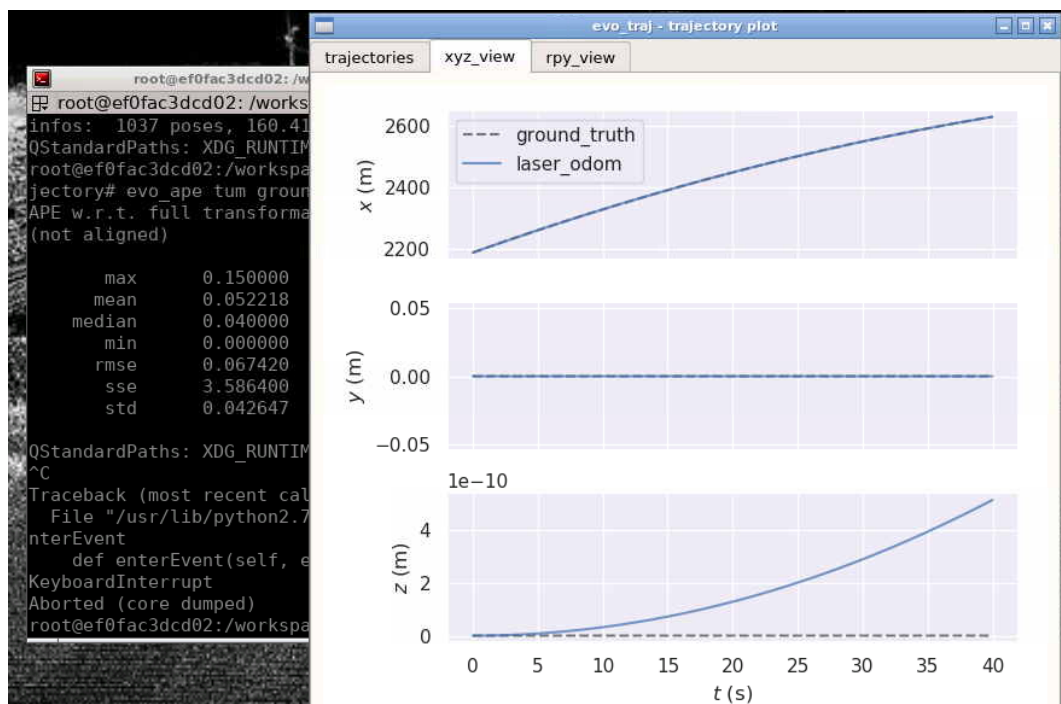 root@ef0fac3dcd02: /w
root@ef0fac3dcd02: /works
infos: 1037 poses, 160.41
QStandardPaths: XDG_RUNTIM
root@ef0fac3dcd02:/workspa
jectory# evo_ape tum groun
APE w.r.t. full transforma
(not aligned)
max 0.150000
mean 0.052218
median 0.040000
min 0.000000
rmse 0.067420
sse 3.586400
std 0.042647
QStandardPaths: XDG_RUNTIM
^C
Traceback (most recent cal
File "/usr/lib/python2.7
nterEvent
def enterEvent(self, e
KeyboardInterrupt
Aborted (core dumped)
root@ef0fac3dcd02:/workspa
evo_traj - trajectory plot
trajectories xyz_view rpy_view
ground_truth
laser_odom
x (m)
2600
2400
2200
y (m)
0.05
0.00
−0.05
1e−10
z (m)
4
2
0
0 5 10 15 20 25 30 35 40
t (s)